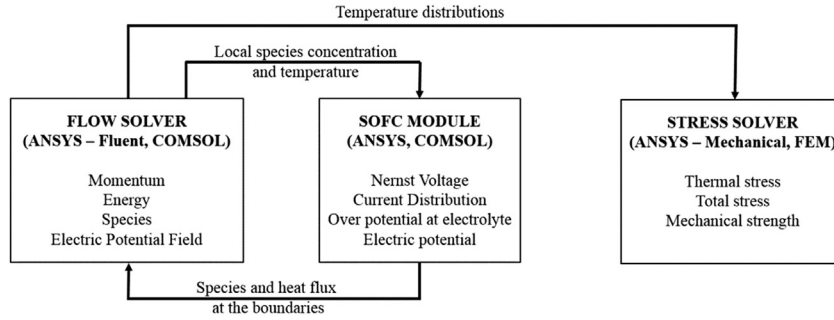 Temperature distributions
Local species concentration
and temperature
FLOW SOLVER
(ANSYS – Fluent, COMSOL)
Momentum
Energy
Species
Electric Potential Field
SOFC MODULE
(ANSYS, COMSOL)
Nernst Voltage
Current Distribution
Over potential at electrolyte
Electric potential
STRESS SOLVER
(ANSYS – Mechanical, FEM)
Thermal stress
Total stress
Mechanical strength
Species and heat flux
at the boundaries